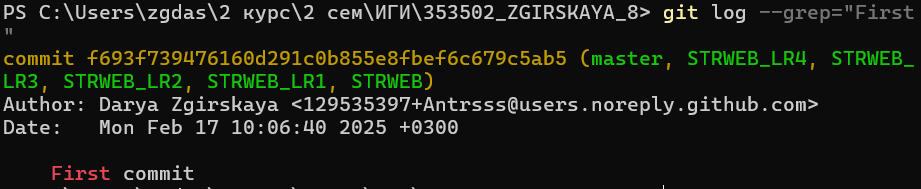 PS C:\Users\zgdas\2 курс\2 сем\ИГИ\353502_ZGIRSKAYA_8> git log --grep="First
"
commit f693f739476160d291c0b855e8fbef6c679c5ab5 (master, STRWEB_LR4, STRWEB_
LR3, STRWEB_LR2, STRWEB_LR1, STRWEB)
Author: Darya Zgirskaya <129535397+Antrsss@users.noreply.github.com>
Date:   Mon Feb 17 10:06:40 2025 +0300

    First commit